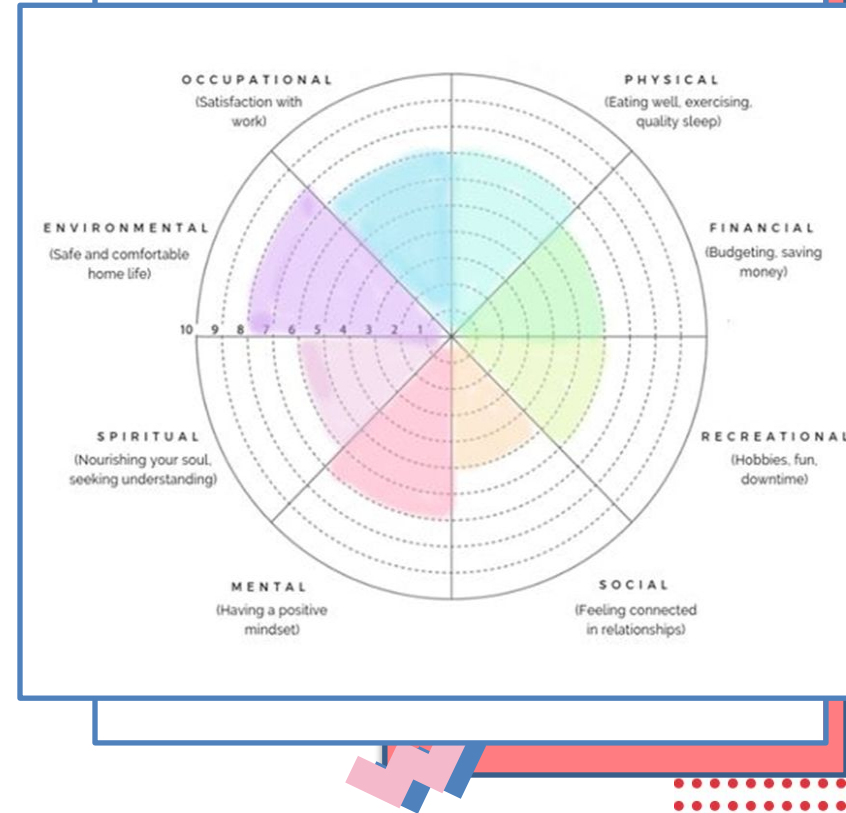 OCCUPATIONAL
(Satisfaction with
work)
PHYSICAL
(Eating well, exercising,
quality sleep)
ENVIRONMENTAL
(Safe and comfortable
home life)
FINANCIAL
(Budgeting, saving
money)
10 9 8 7 6 5 4 3 2 1
SPIRITUAL
(Nourishing your soul,
seeking understanding)
RECREATIONAL
(Hobbies, fun,
downtime)
MENTAL
(Having a positive
mindset)
SOCIAL
(Feeling connected
in relationships)